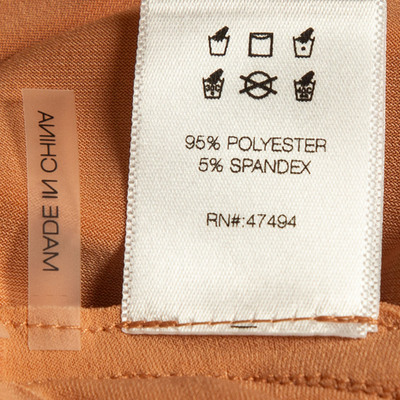 95% POLYESTER
5% SPANDEX
RN#:47494
MADE IN CHINA